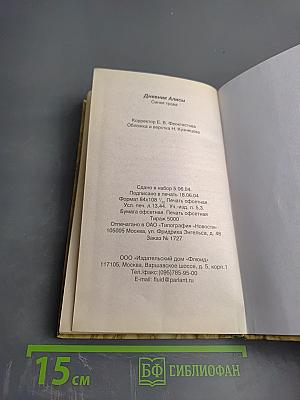 Дневник Алисы
Синяя трава
Корректор Е. В. Феоктистова
Обложка и верстка Н. Кузнецова
Сдано в набор 5.06.04.
Подписано в печать 18.06.04.
Формат 84x108 1/32 Печать офсетная.
Усл. печ. л.13,44. Уч.-изд. л. 5,3.
Бумага офсетная. Печать офсетная
Тираж 5000
Отпечатано в ОАО «Типография «Новости»
105005 Москва, ул. Фридриха Энгельса, д. 46
Заказ № 1727
ООО «Издательский дом «Флюид»
117105, Москва, Варшавское шоссе, д. 5, корп.1
Тел./факс:(095)785-95-00
E-mail: fluid@parlant.ru
15 см
БФ БИБЛИОФАН